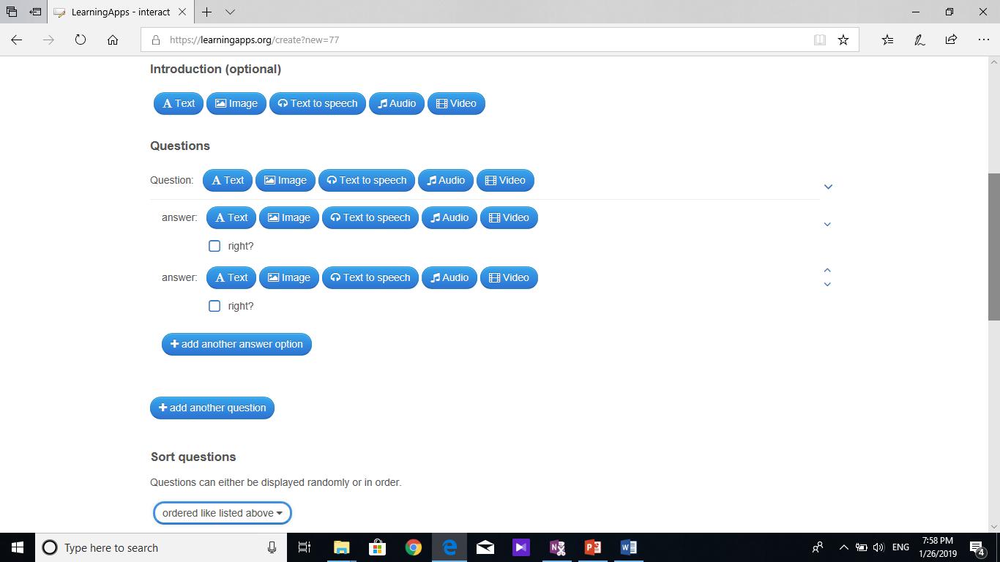 LearningApps - interact
https://learningapps.org/create?new=77
Introduction (optional)
Text Image Text to speech Audio Video
Questions
Question: Text Image Text to speech Audio Video
answer: Text Image Text to speech Audio Video
right?
answer: Text Image Text to speech Audio Video
right?
add another answer option
add another question
Sort questions
Questions can either be displayed randomly or in order.
ordered like listed above
Type here to search
ENG
7:58 PM
1/26/2019
4